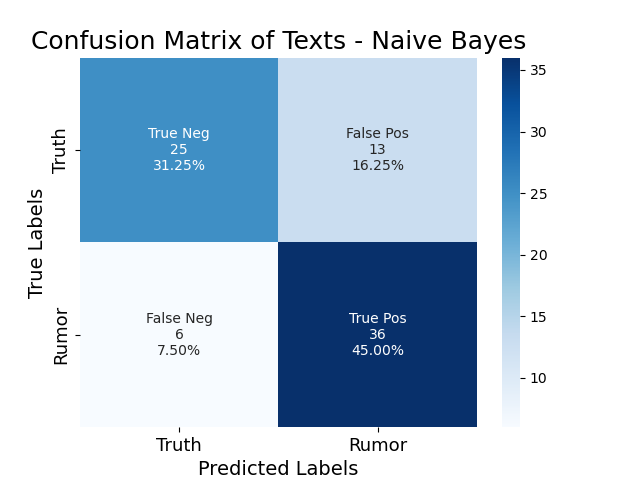 Confusion Matrix of Texts - Naive Bayes
True Labels
Truth
True Neg
25
31.25%
False Pos
13
16.25%
Rumor
False Neg
6
7.50%
True Pos
36
45.00%
Truth
Rumor
Predicted Labels
35
30
25
20
15
10